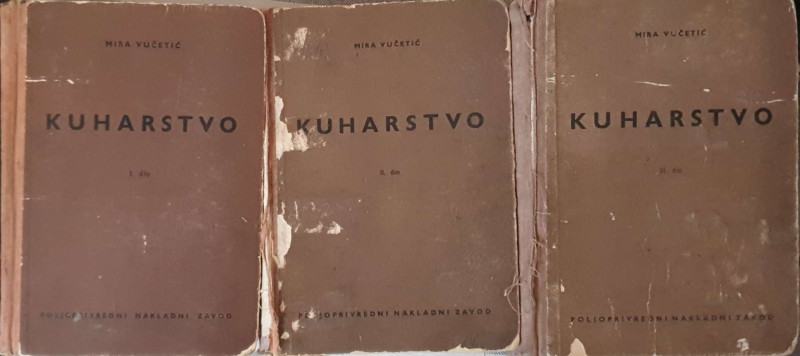 MIRA VUČETIĆ
KUHARSTVO
I. dio
POLJOPRIVREDNI NAKLADNI ZAVOD
MIRA VUČETIĆ
KUHARSTVO
II. dio
POLJOPRIVREDNI NAKLADNI ZAVOD
MIRA VUČETIĆ
KUHARSTVO
III. dio
POLJOPRIVREDNI NAKLADNI ZAVOD